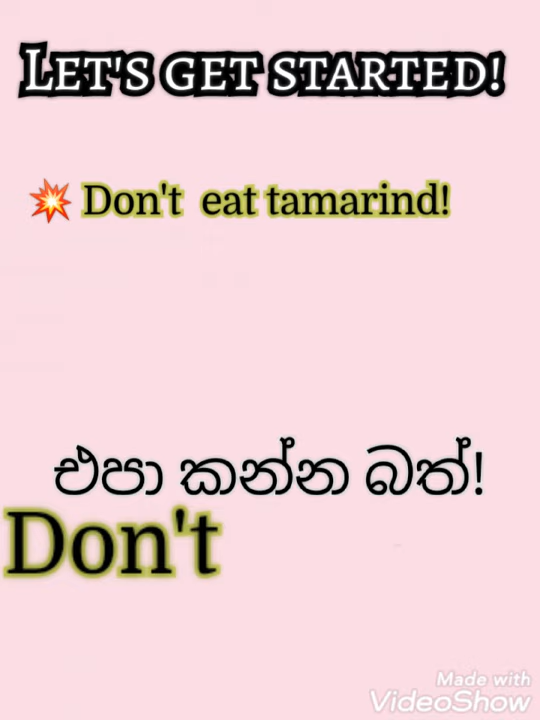 LET'S GET STARTED!
💥 Don't eat tamarind!
එපා කන්න බත්!
Don't
Made with
VideoShow